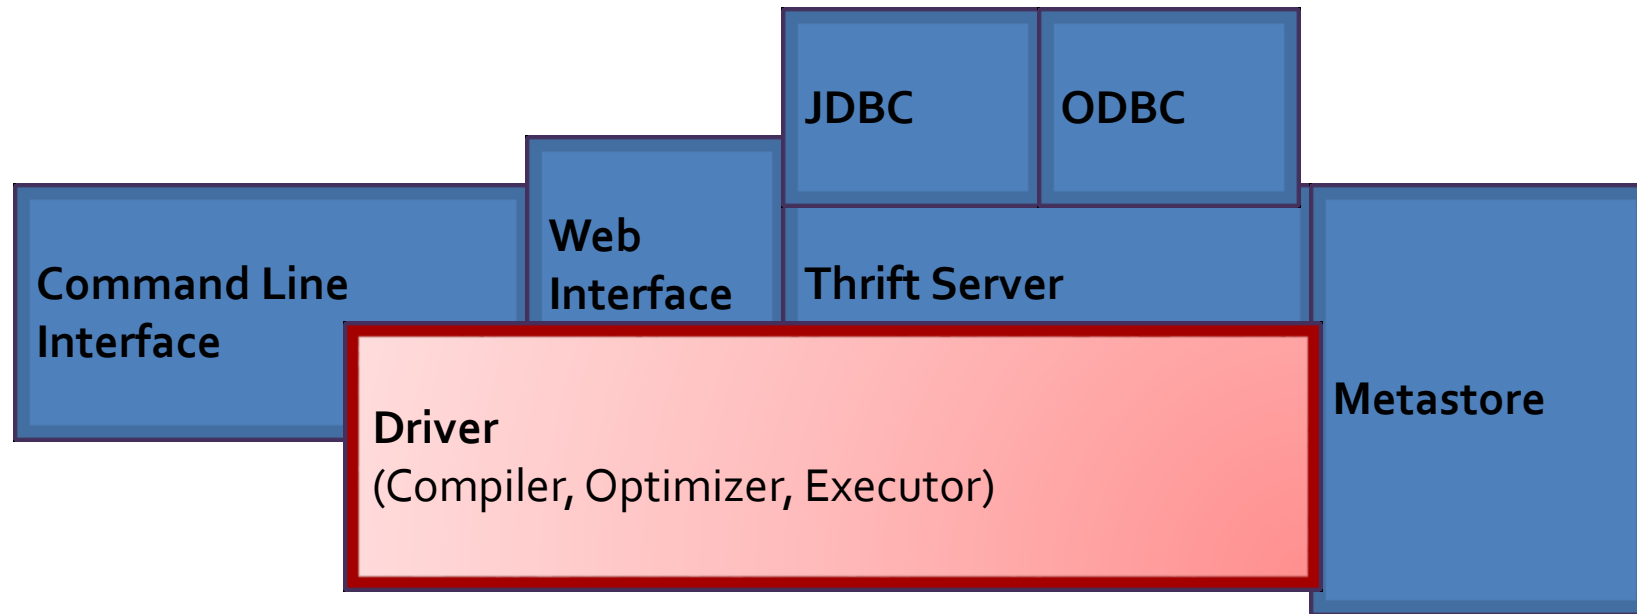 JDBC
ODBC
Web
Interface
Command Line
Interface
Thrift Server
Metastore
Driver
(Compiler, Optimizer, Executor)